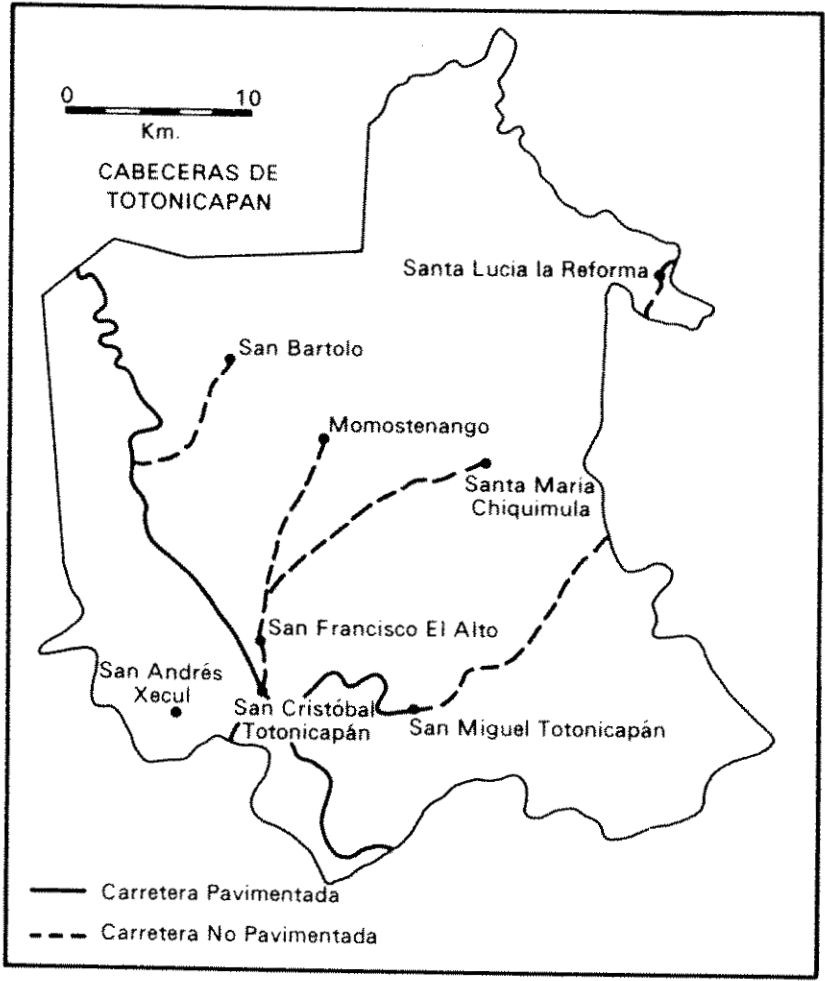 0 10
Km.
CABECERAS DE
TOTONICAPAN
Santa Lucia la Reforma
San Bartolo
Momostenango
Santa Maria
Chiquimula
San Francisco El Alto
San Andrés
Xecul
San Cristóbal
Totonicapán
San Miguel Totonicapán
Carretera Pavimentada
Carretera No Pavimentada